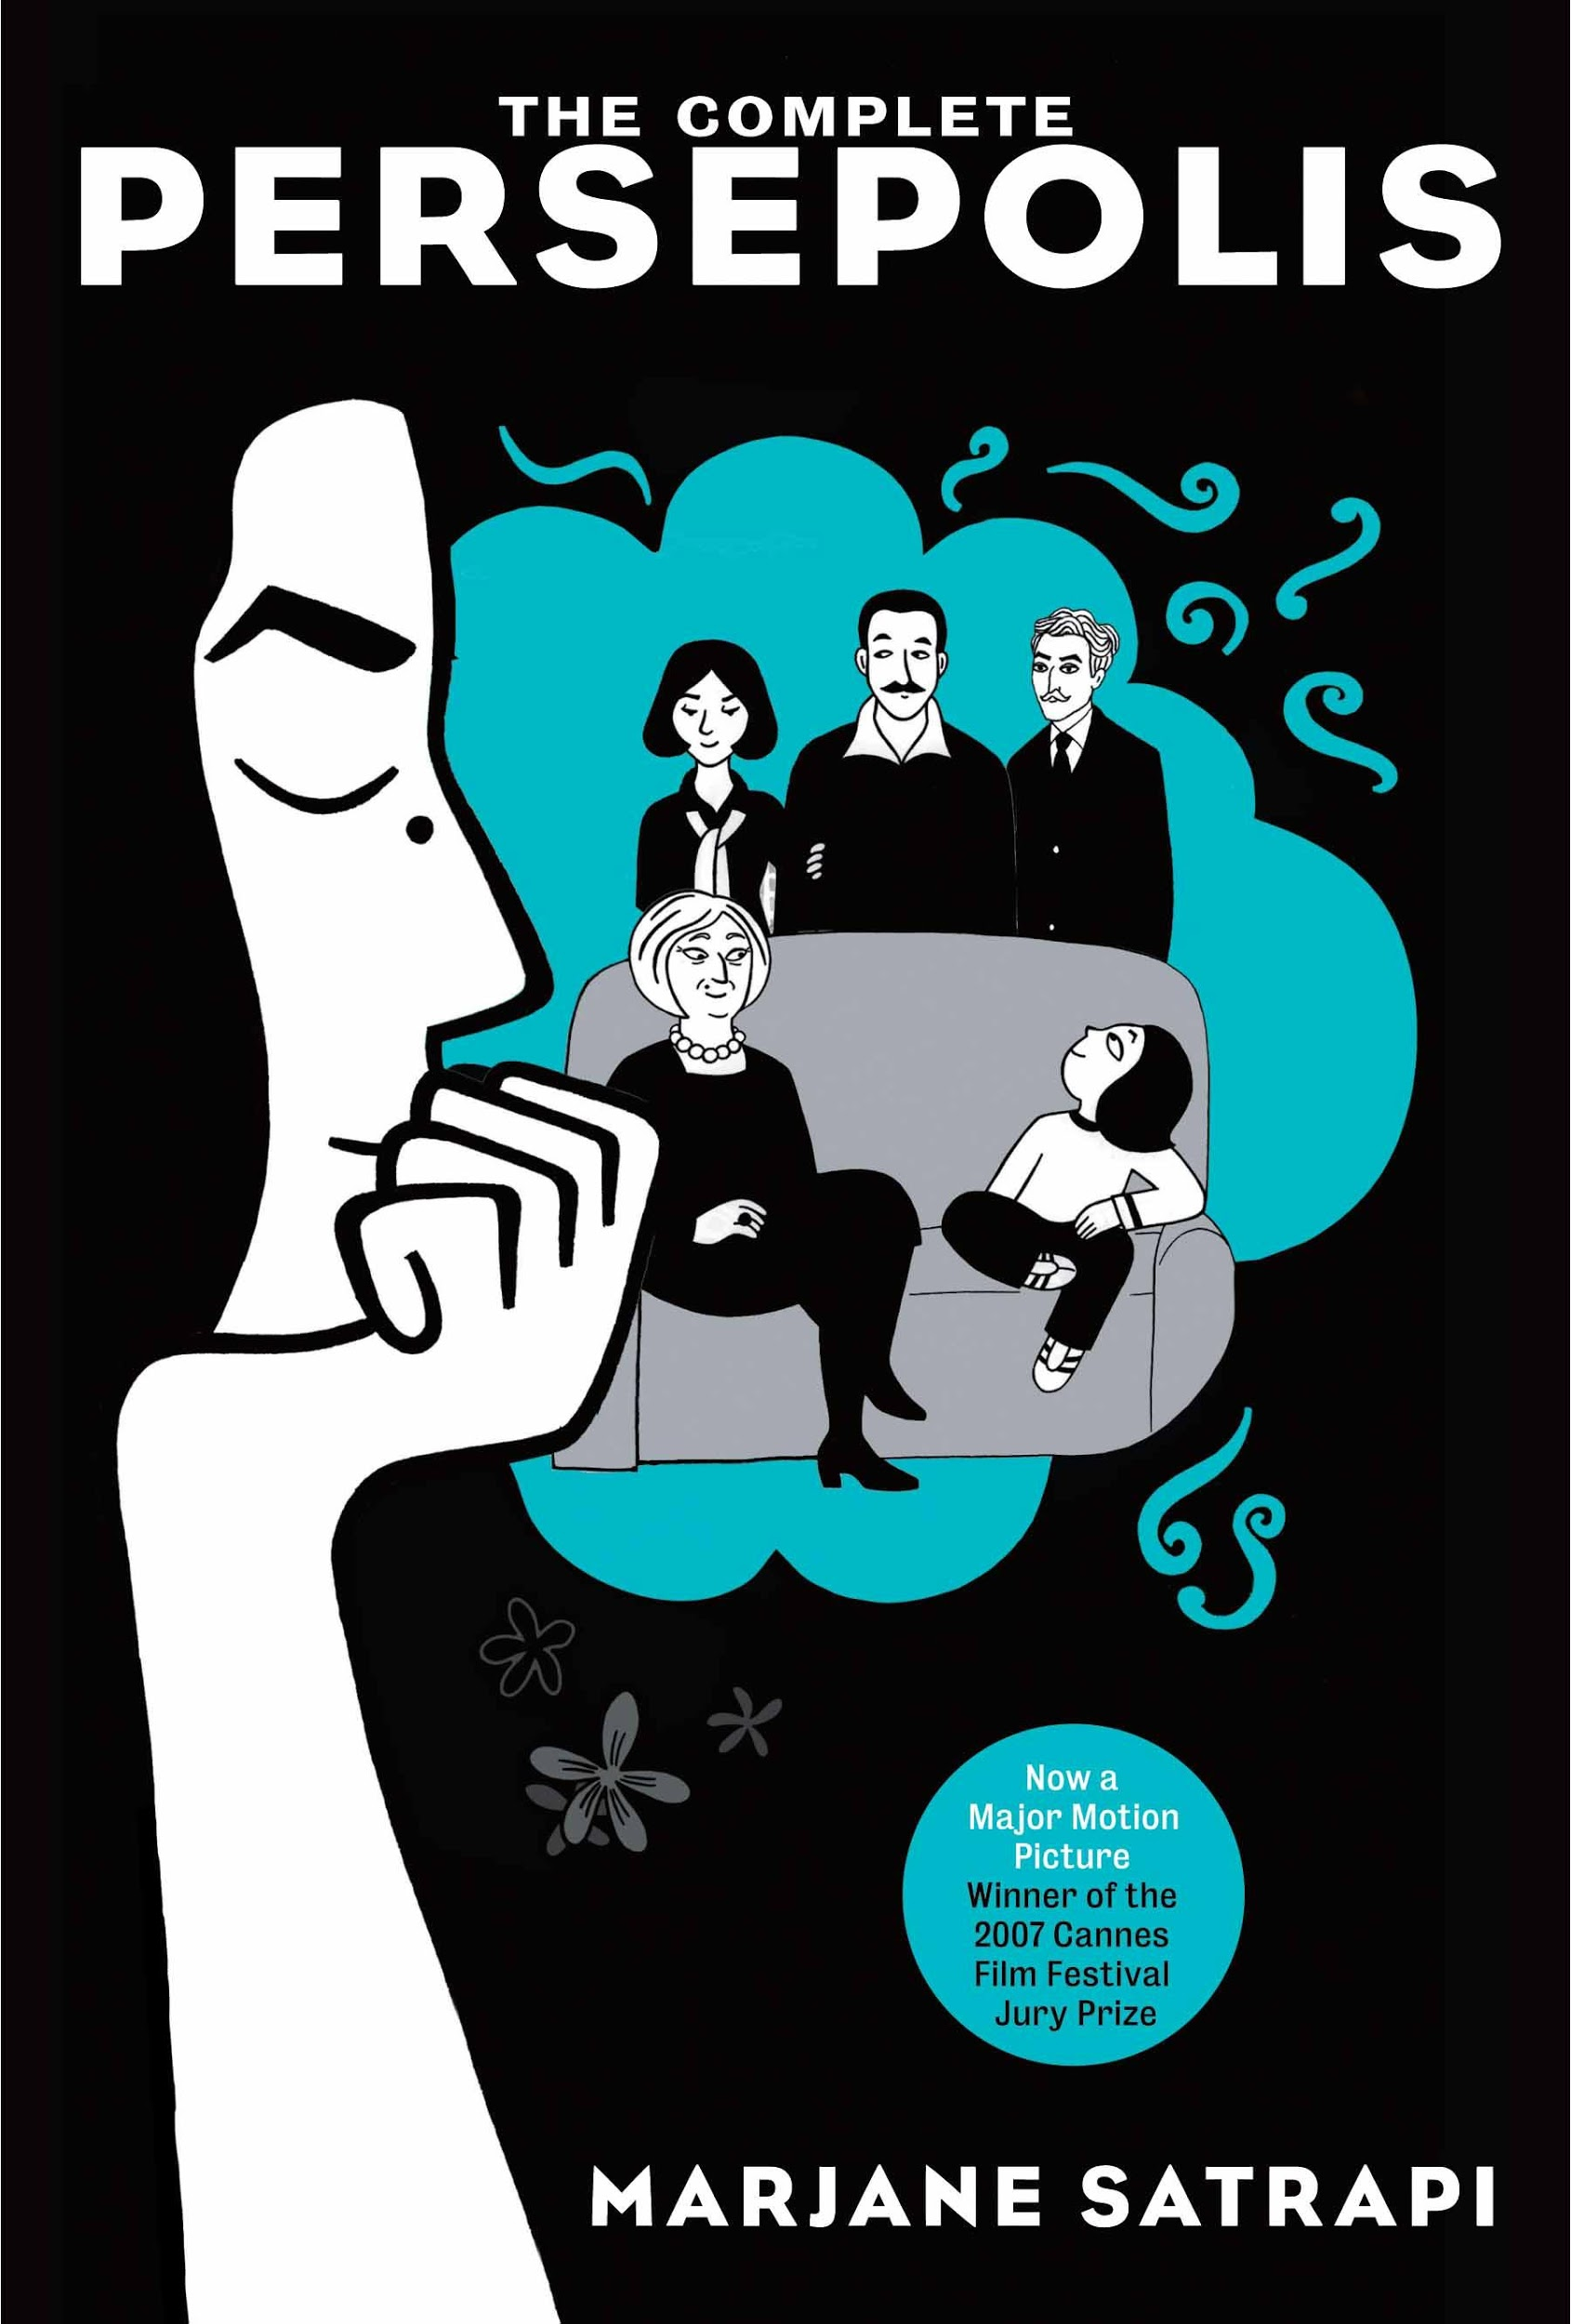 THE COMPLETE
PERSEPOLIS
Now a
Major Motion
Picture
Winner of the
2007 Cannes
Film Festival
Jury Prize
MARJANE SATRAPI